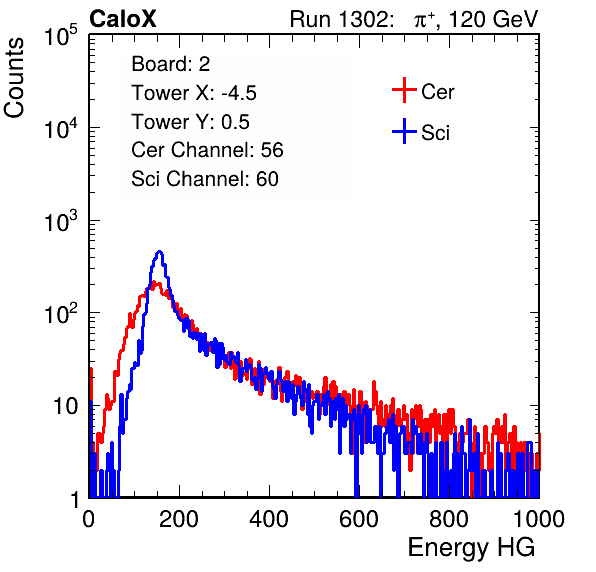 CaloX Run 1302: π⁺, 120 GeV
Counts
Board: 2
Tower X: -4.5
Tower Y: 0.5
Cer Channel: 56
Sci Channel: 60
Cer
Sci
10⁵
10⁴
10³
10²
10
1
0 200 400 600 800 1000
Energy HG